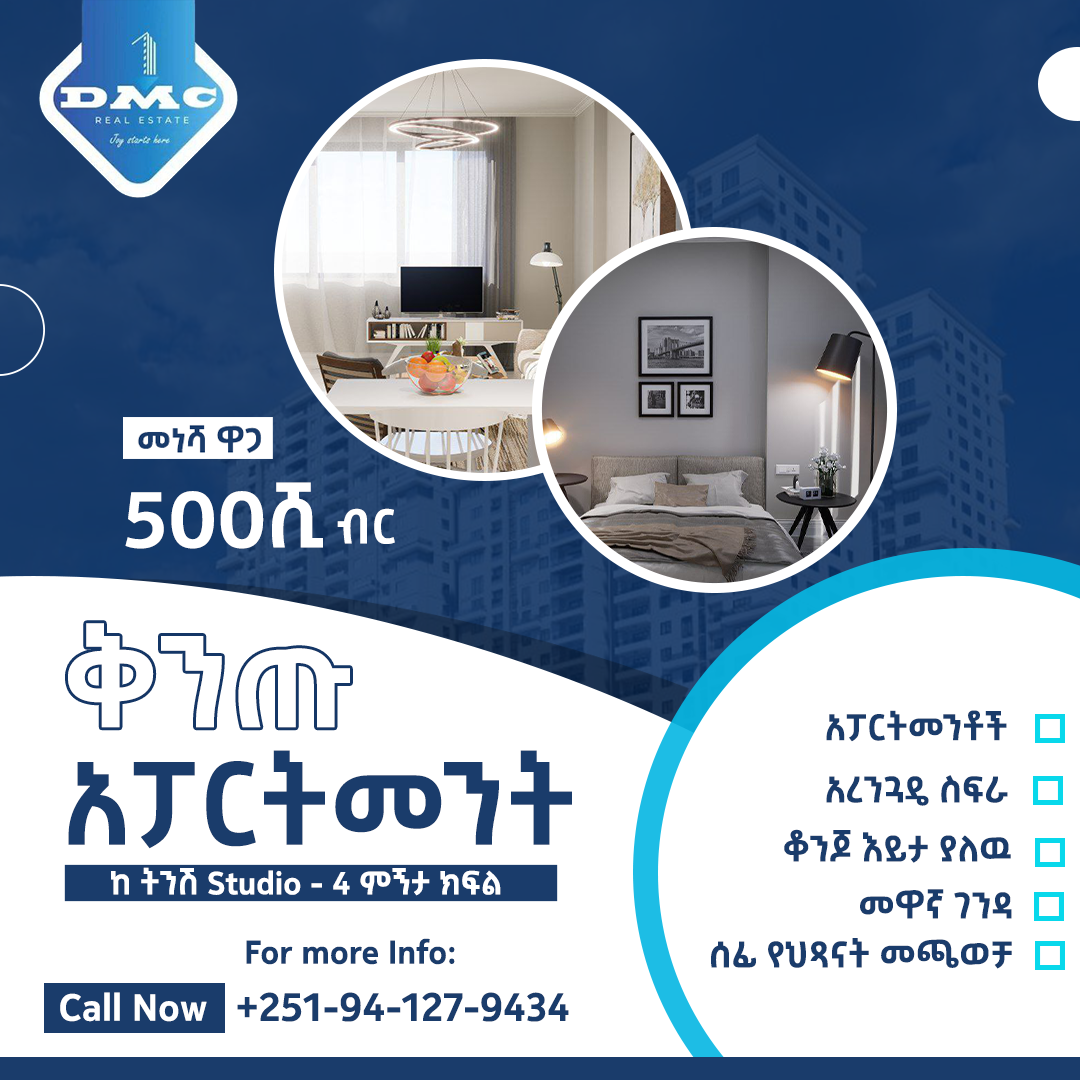 DMC
REAL ESTATE
Joy starts here
መነሻ ዋጋ
500ሺ ብር
ቅንጡ
አፓርትመንት
ከ ትንሽ Studio - 4 ምኝታ ክፍል
For more Info:
Call Now +251-94-127-9434
አፓርትመንቶች
አረንጓዴ ስፍራ
ቆንጆ እይታ ያለዉ
መዋኛ ገንዳ
ሰፊ የህጻናት መጫወቻ